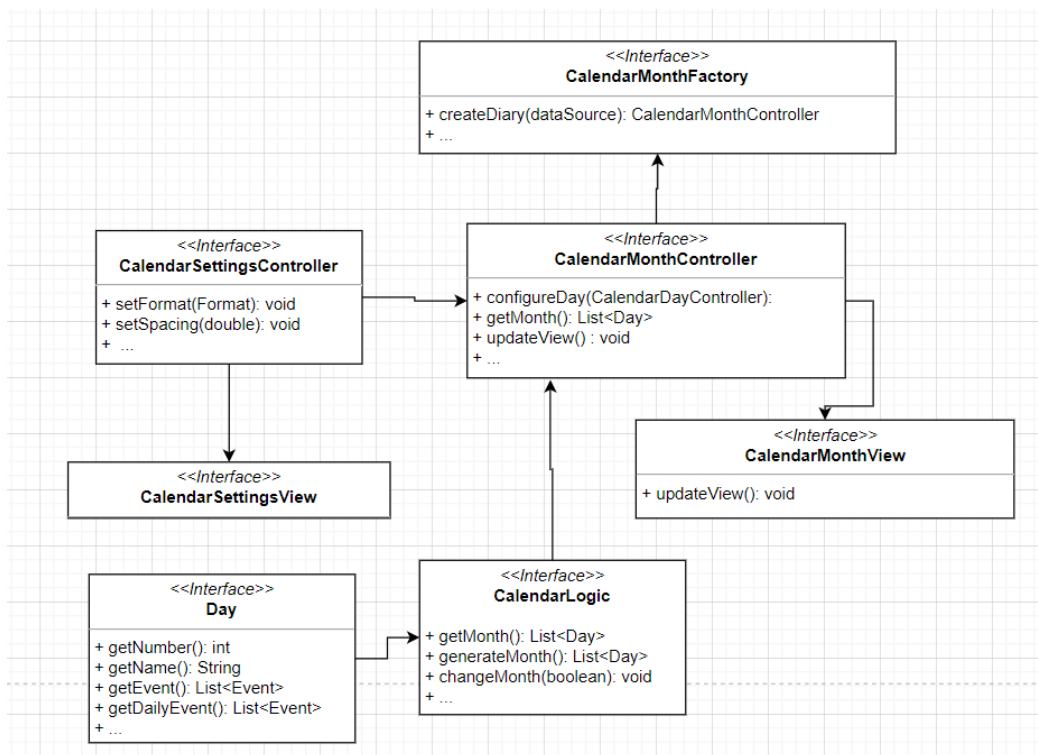 <<Interface>>
CalendarMonthFactory
+ createDiary(dataSource): CalendarMonthController
+ ...
<<Interface>>
CalendarSettingsController
+ setFormat(Format): void
+ setSpacing(double): void
+ ...
<<Interface>>
CalendarMonthController
+ configureDay(CalendarDayController):
+ getMonth(): List<Day>
+ updateView() : void
+ ...
<<Interface>>
CalendarMonthView
+ updateView(): void
<<Interface>>
CalendarSettingsView
<<Interface>>
Day
+ getNumber(): int
+ getName(): String
+ getEvent(): List<Event>
+ getDailyEvent(): List<Event>
+ ...
<<Interface>>
CalendarLogic
+ getMonth(): List<Day>
+ generateMonth(): List<Day>
+ changeMonth(boolean): void
+ ...